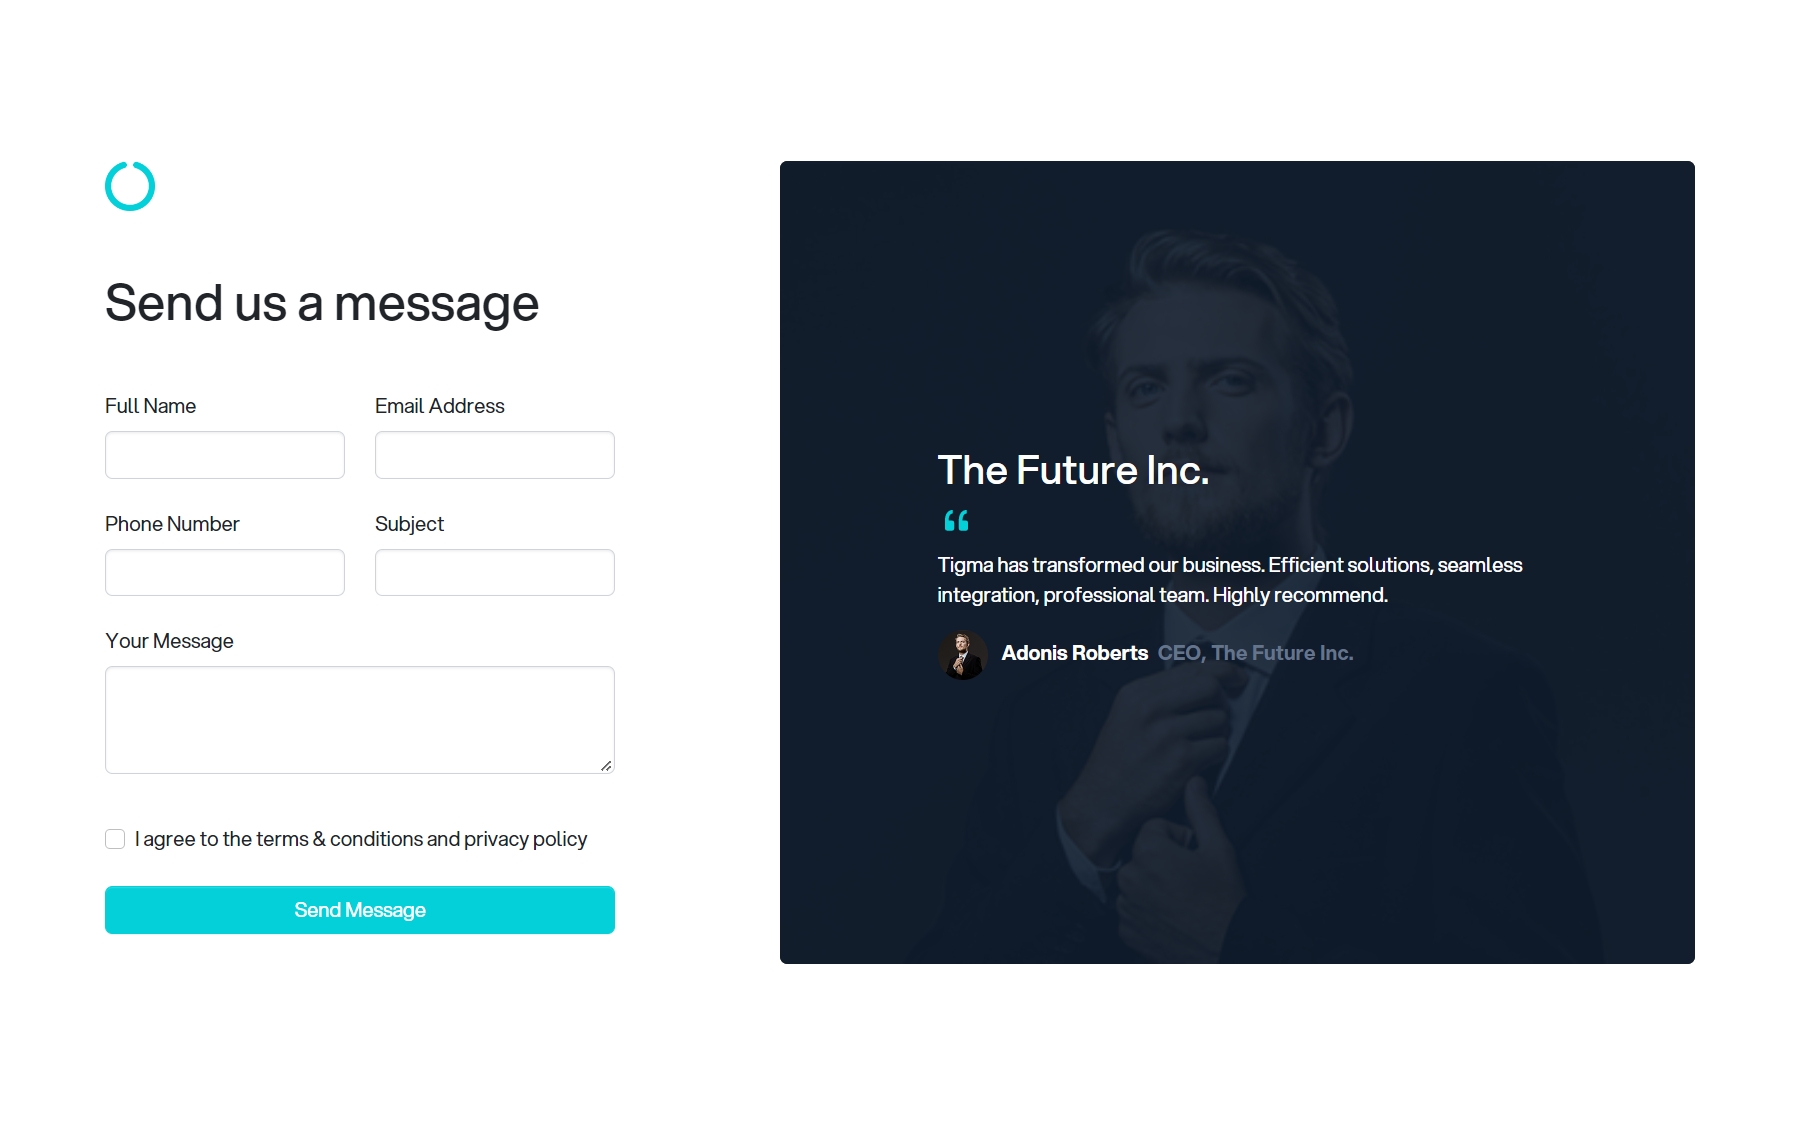 Send us a message
Full Name
Email Address
Phone Number
Subject
Your Message
I agree to the terms & conditions and privacy policy
Send Message
The Future Inc.
“
Tigma has transformed our business. Efficient solutions, seamless
integration, professional team. Highly recommend.
Adonis Roberts CEO, The Future Inc.